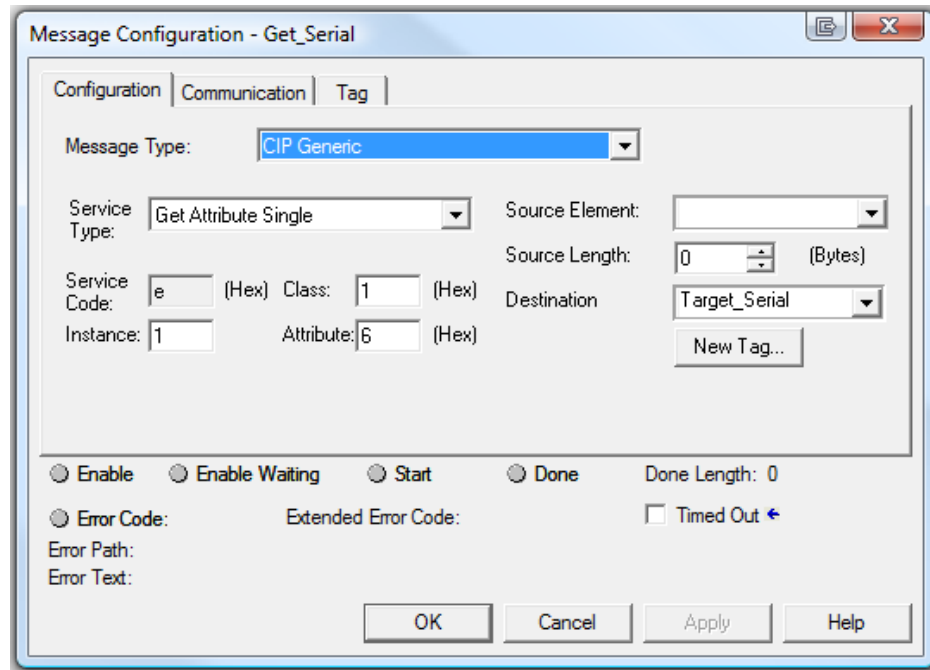 Message Configuration - Get_Serial
Configuration Communication Tag
Message Type: CIP Generic
Service Type: Get Attribute Single
Source Element:
Source Length: 0 (Bytes)
Service Code: e (Hex) Class: 1 (Hex)
Destination Target_Serial
Instance: 1 Attribute: 6 (Hex)
New Tag...
Enable Enable Waiting Start Done Done Length: 0
Error Code: Extended Error Code: Timed Out
Error Path:
Error Text:
OK Cancel Apply Help